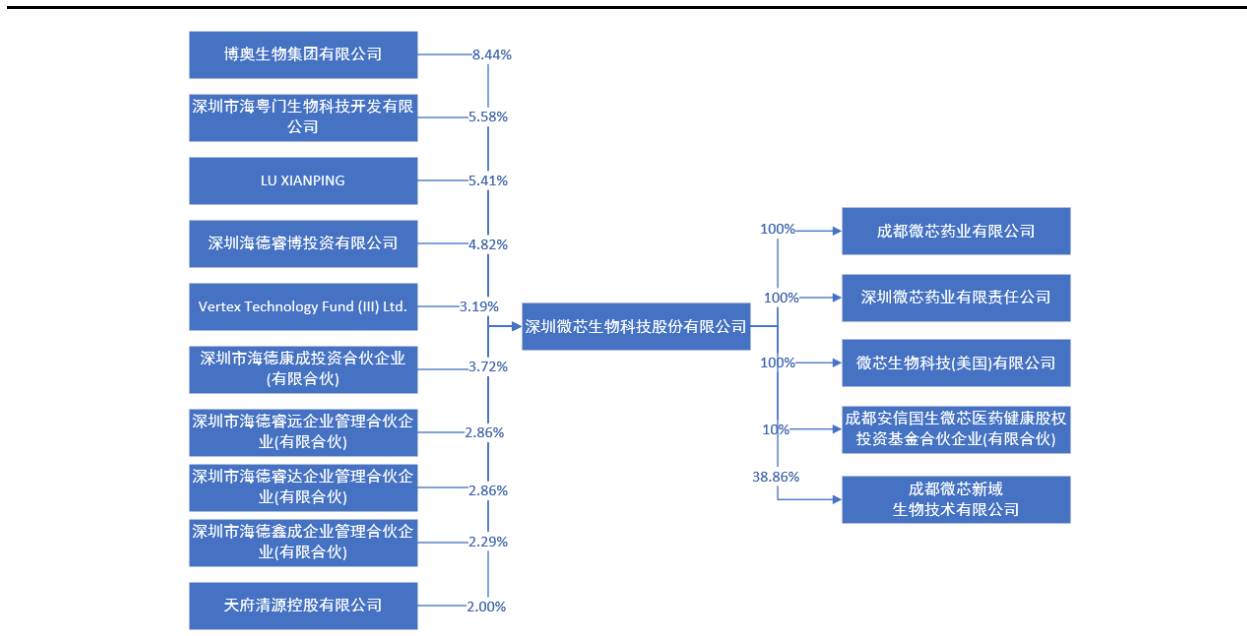 博奥生物集团有限公司
8.44%
深圳市海粤门生物科技开发有限
公司
5.58%
LU XIANPING
5.41%
深圳海德睿博投资有限公司
4.82%
Vertex Technology Fund (III) Ltd.
3.19%
深圳市海德康成投资合伙企业
(有限合伙)
3.72%
深圳市海德睿远企业管理合伙企
业(有限合伙)
2.86%
深圳市海德睿达企业管理合伙企
业(有限合伙)
2.86%
深圳市海德鑫成企业管理合伙企
业(有限合伙)
2.29%
天府清源控股有限公司
2.00%
深圳微芯生物科技股份有限公司
100%
成都微芯药业有限公司
100%
深圳微芯药业有限责任公司
100%
微芯生物科技(美国)有限公司
10%
成都安信国生微芯医药健康股权
投资基金合伙企业(有限合伙)
38.86%
成都微芯新域
生物技术有限公司